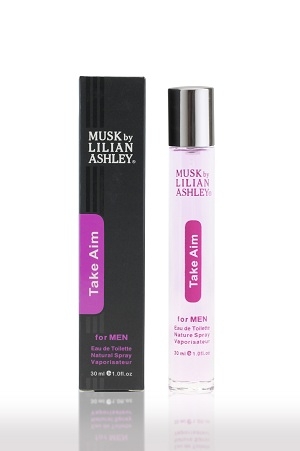 MUSK by
LILIAN
ASHLEY®
Take Aim
for MEN
Eau de Toilette
Natural Spray
Vaporisateur
30 ml ℮ 1.0fl.oz
MUSK by
LILIAN
ASHLEY®
Take Aim
for MEN
Eau de Toilette
Nature Spray
Vaporisateur
30 ml ℮ 1.0fl.oz